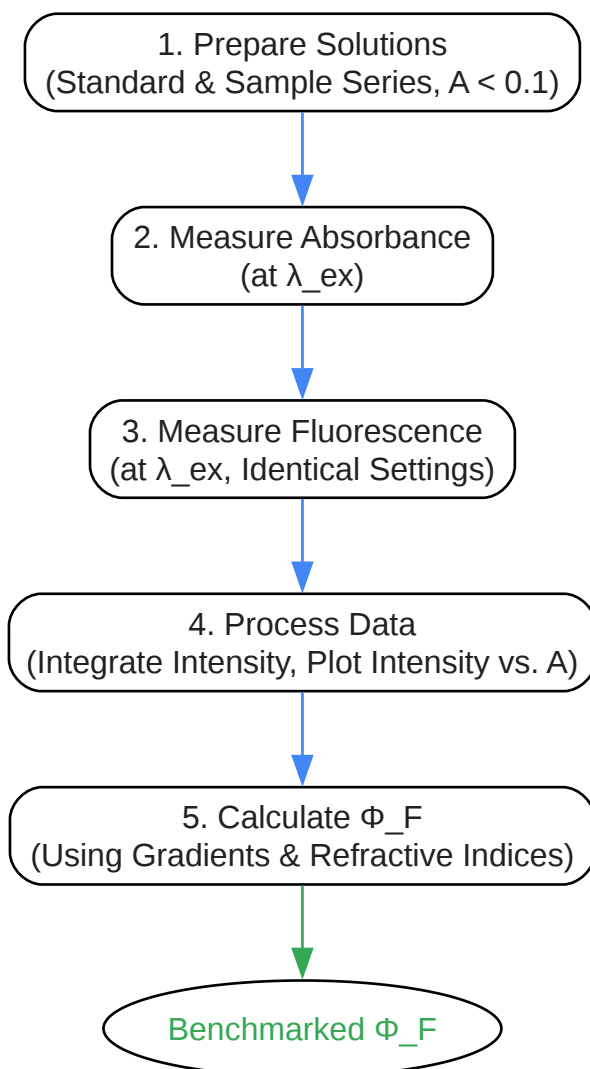 1. Prepare Solutions
(Standard & Sample Series, A < 0.1)
2. Measure Absorbance
(at λ_ex)
3. Measure Fluorescence
(at λ_ex, Identical Settings)
4. Process Data
(Integrate Intensity, Plot Intensity vs. A)
5. Calculate Φ_F
(Using Gradients & Refractive Indices)
Benchmarked Φ_F